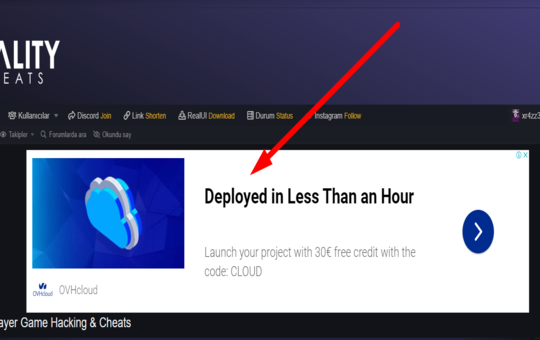 ALITY
EATS
Kullanıcılar Discord Join Link Shorten RealUI Download Durum Status Instagram Follow xr4zz3
Takipler Forumlarda ara Okundu say
Deployed in Less Than an Hour
Launch your project with 30€ free credit with the
code: CLOUD
OVHcloud OVHcloud
ayer Game Hacking & Cheats